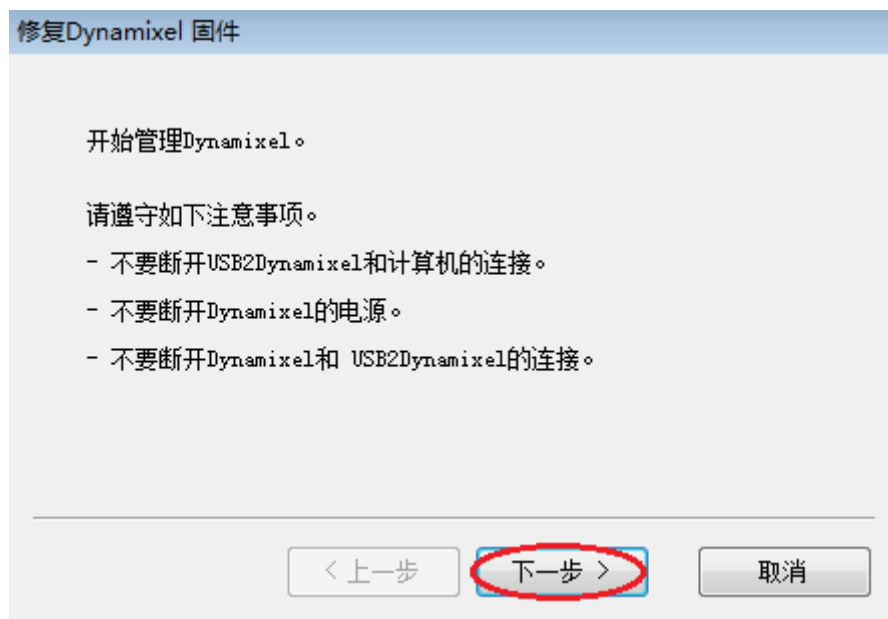 修复Dynamixel 固件
开始管理Dynamixel。
请遵守如下注意事项。
- 不要断开USB2Dynamixel和计算机的连接。
- 不要断开Dynamixel的电源。
- 不要断开Dynamixel和 USB2Dynamixel的连接。
< 上一步 下一步 > 取消